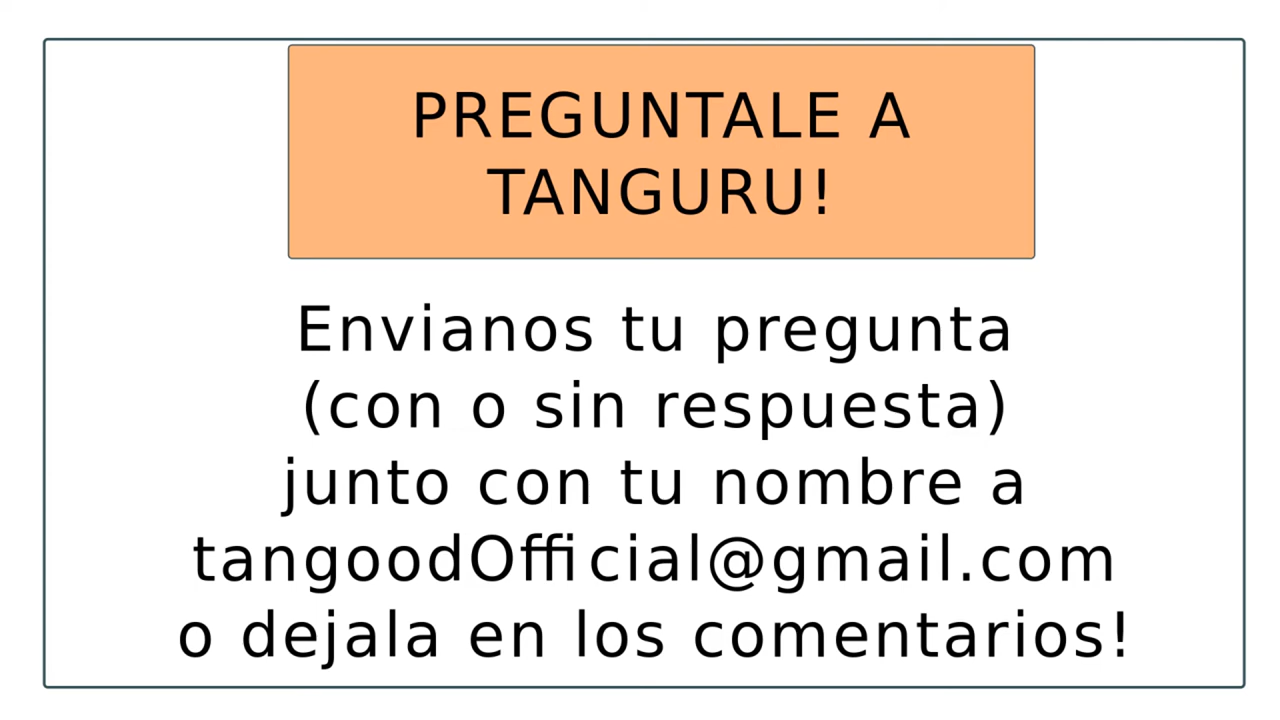 PREGUNTALE A
TANGURU!
Envianos tu pregunta
(con o sin respuesta)
junto con tu nombre a
tangoodOfficial@gmail.com
o dejala en los comentarios!